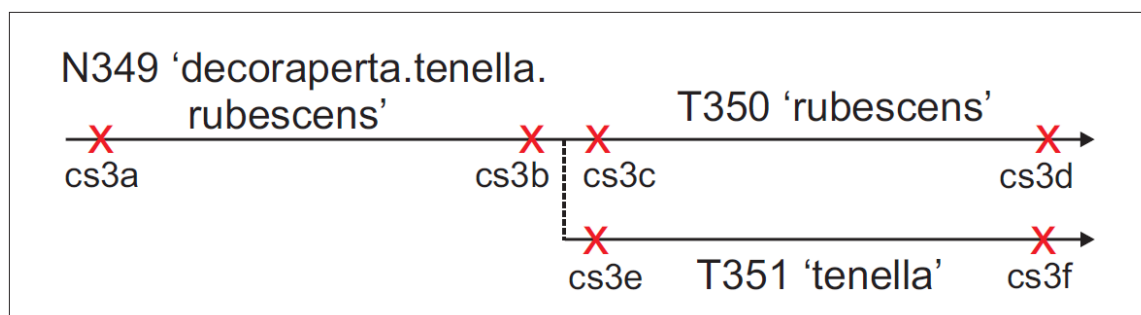 N349 ‘decoraperta.tenella.
rubescens’
T350 ‘rubescens’
X X X X
cs3a cs3b cs3c cs3d
X X
cs3e T351 ‘tenella’ cs3f